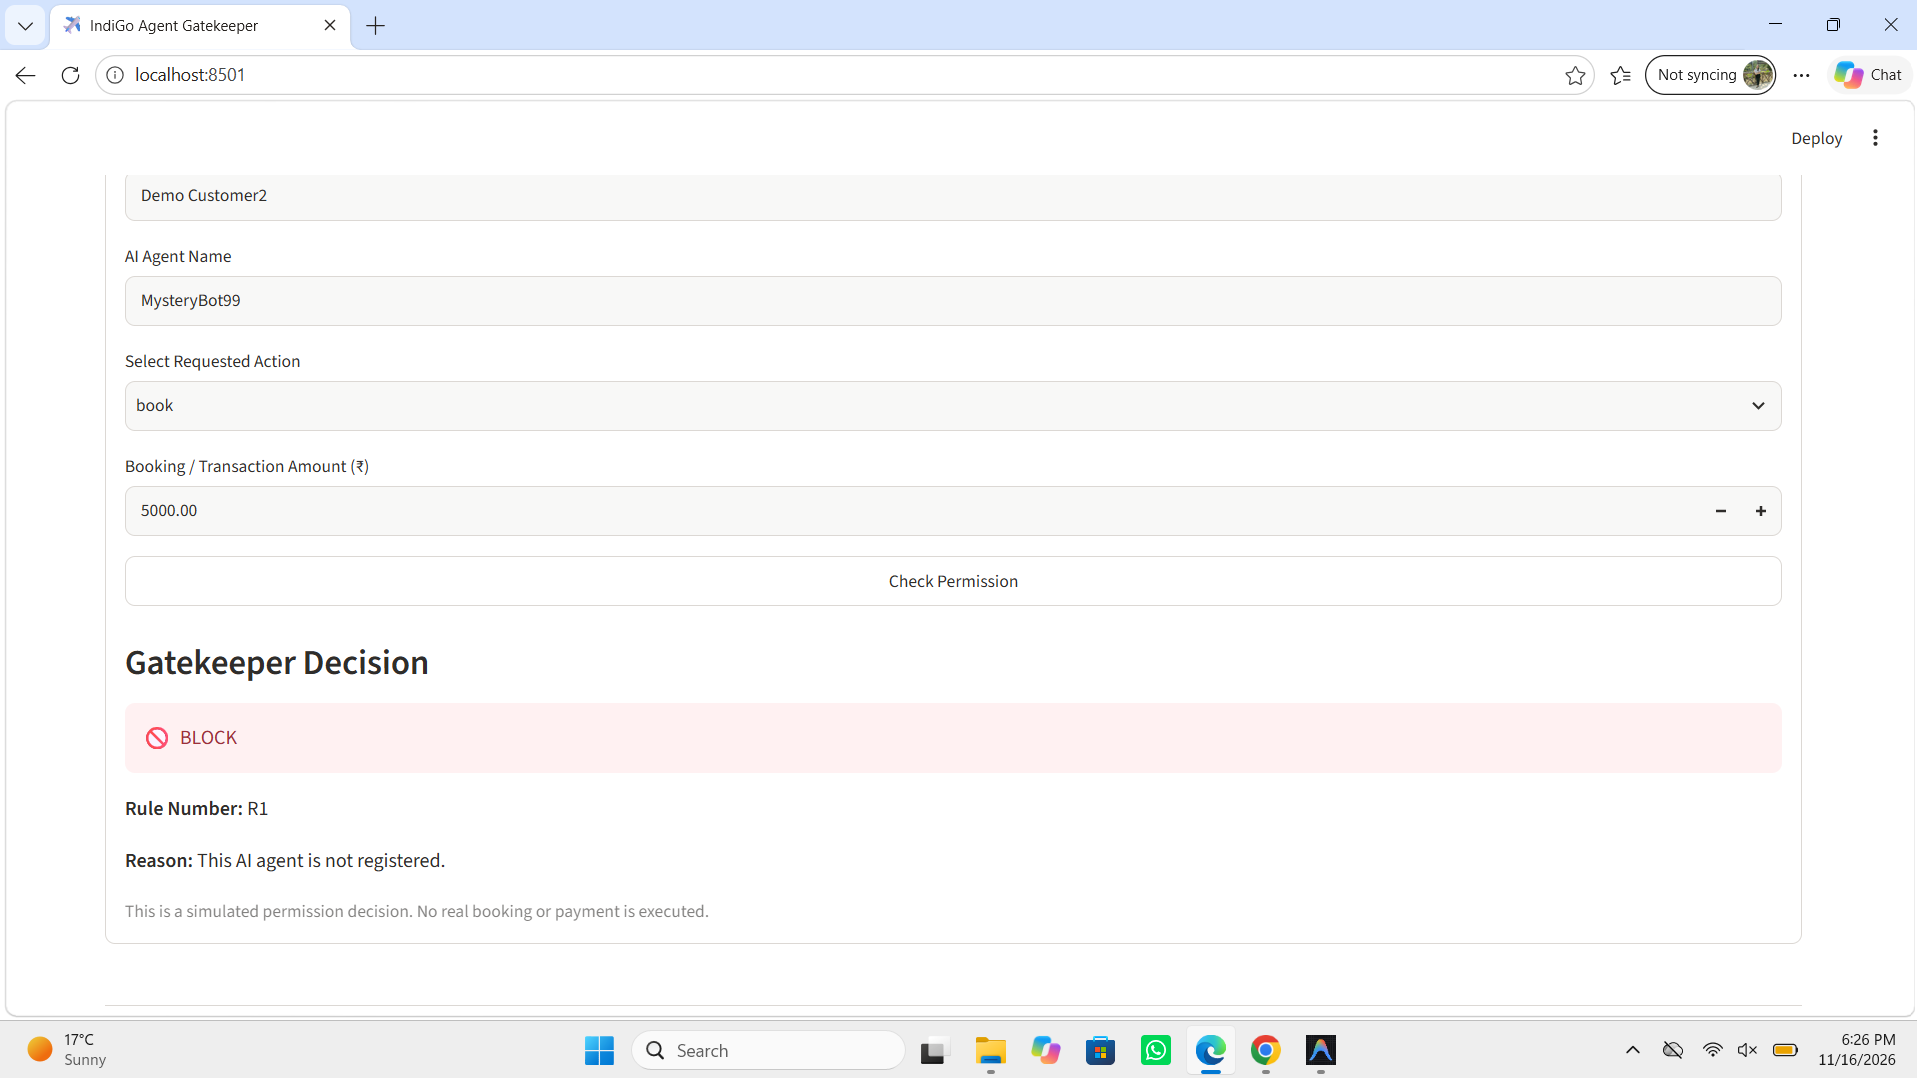 IndiGo Agent Gatekeeper
localhost:8501
Not syncing
Chat
Deploy
Demo Customer2
AI Agent Name
MysteryBot99
Select Requested Action
book
Booking / Transaction Amount (₹)
5000.00
Check Permission
Gatekeeper Decision
BLOCK
Rule Number: R1
Reason: This AI agent is not registered.
This is a simulated permission decision. No real booking or payment is executed.
17°C
Sunny
Search
6:26 PM
11/16/2026